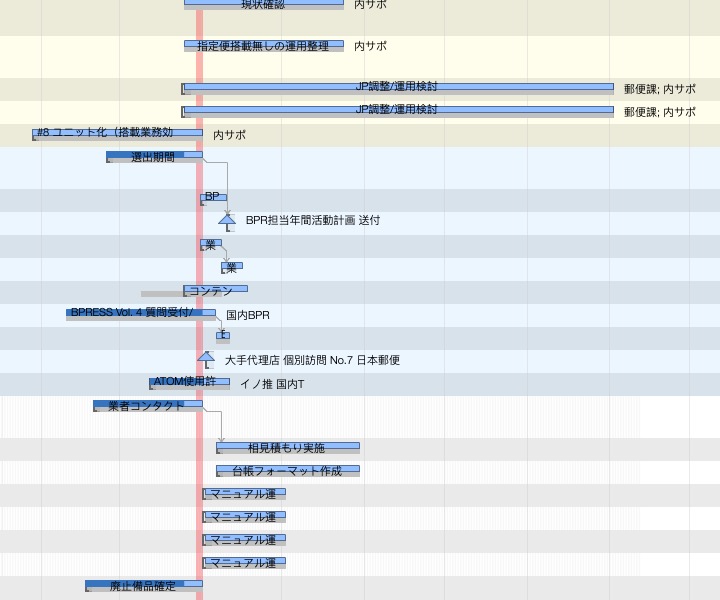 現状確認 内サポ
指定便搭載無しの運用整理 内サポ
JP調整/運用検討 郵便課; 内サポ
JP調整/運用検討 郵便課; 内サポ
#8 ユニット化（搭載業務効 内サポ
選出期間
BP
BPR担当年間活動計画 送付
業
業
コンテン
BPRESS Vol. 4 質問受付/ 国内BPR
大手代理店 個別訪問 No.7 日本郵便
ATOM使用許 イノ推 国内T
業者コンタクト
相見積もり実施
台帳フォーマット作成
マニュアル運
マニュアル運
マニュアル運
マニュアル運
廃止備品確定